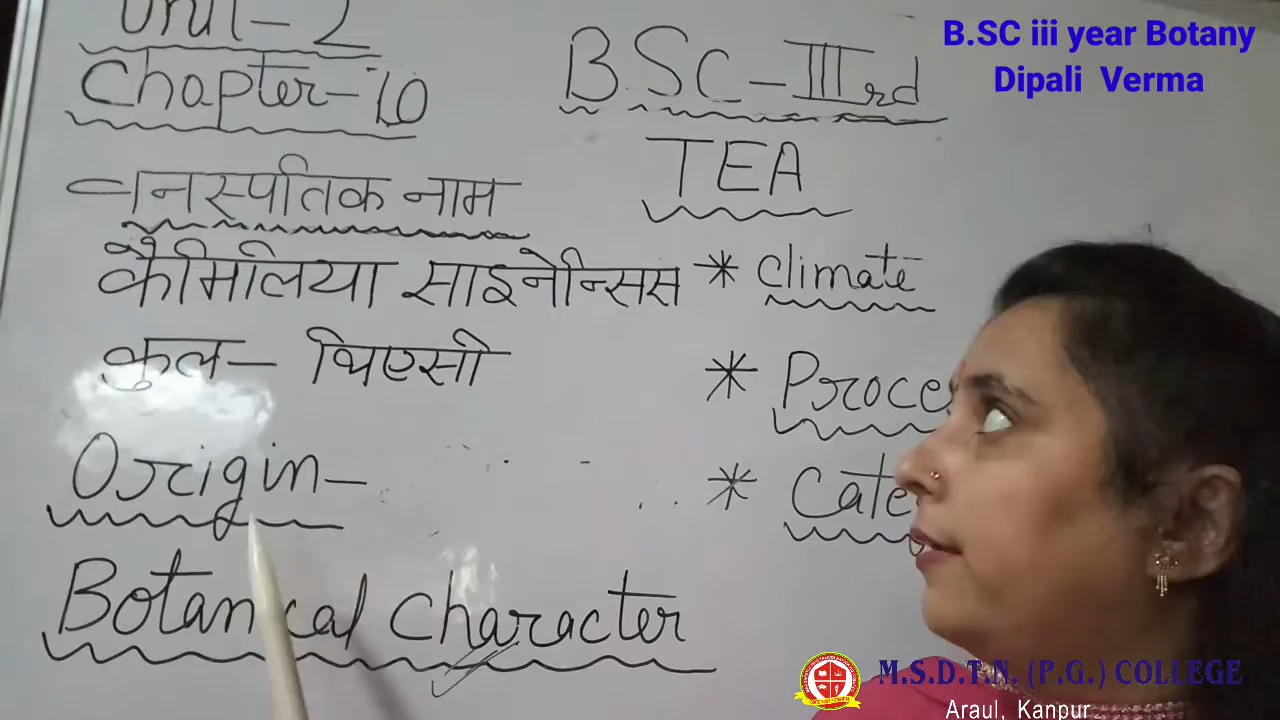 Unit-2
Chapter-10
वनस्पतिक नाम
कैमिलिया साइनेन्सिस
कुल- थिएसी
Origin-
Botanical Character
BSC-IIIrd
TEA
* Climate
*
*
B.SC iii year Botany
Dipali Verma
M.S.D.T.N. (P.G.) COLLEGE
Araul, Kanpur